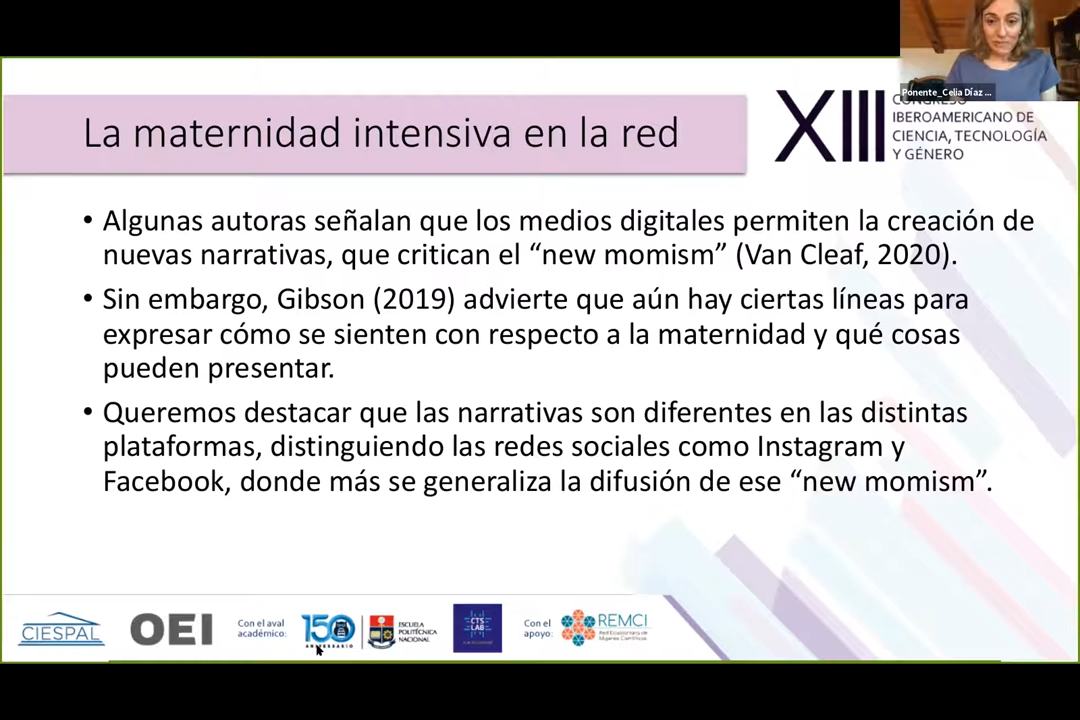 Ponente_Celia Díaz ...
La maternidad intensiva en la red
XIII
CONGRESO
IBEROAMERICANO DE
CIENCIA, TECNOLOGÍA
Y GÉNERO
• Algunas autoras señalan que los medios digitales permiten la creación de
nuevas narrativas, que critican el “new momism” (Van Cleaf, 2020).
• Sin embargo, Gibson (2019) advierte que aún hay ciertas líneas para
expresar cómo se sienten con respecto a la maternidad y qué cosas
pueden presentar.
• Queremos destacar que las narrativas son diferentes en las distintas
plataformas, distinguiendo las redes sociales como Instagram y
Facebook, donde más se generaliza la difusión de ese “new momism”.
CIESPAL
OEI
Con el aval
académico:
150
ANIVERSARIO
ESCUELA
POLITÉCNICA
NACIONAL
CTS
LAB
Con el
apoyo:
REMCI
Red Ecuatoriana de
Mujeres Científicas